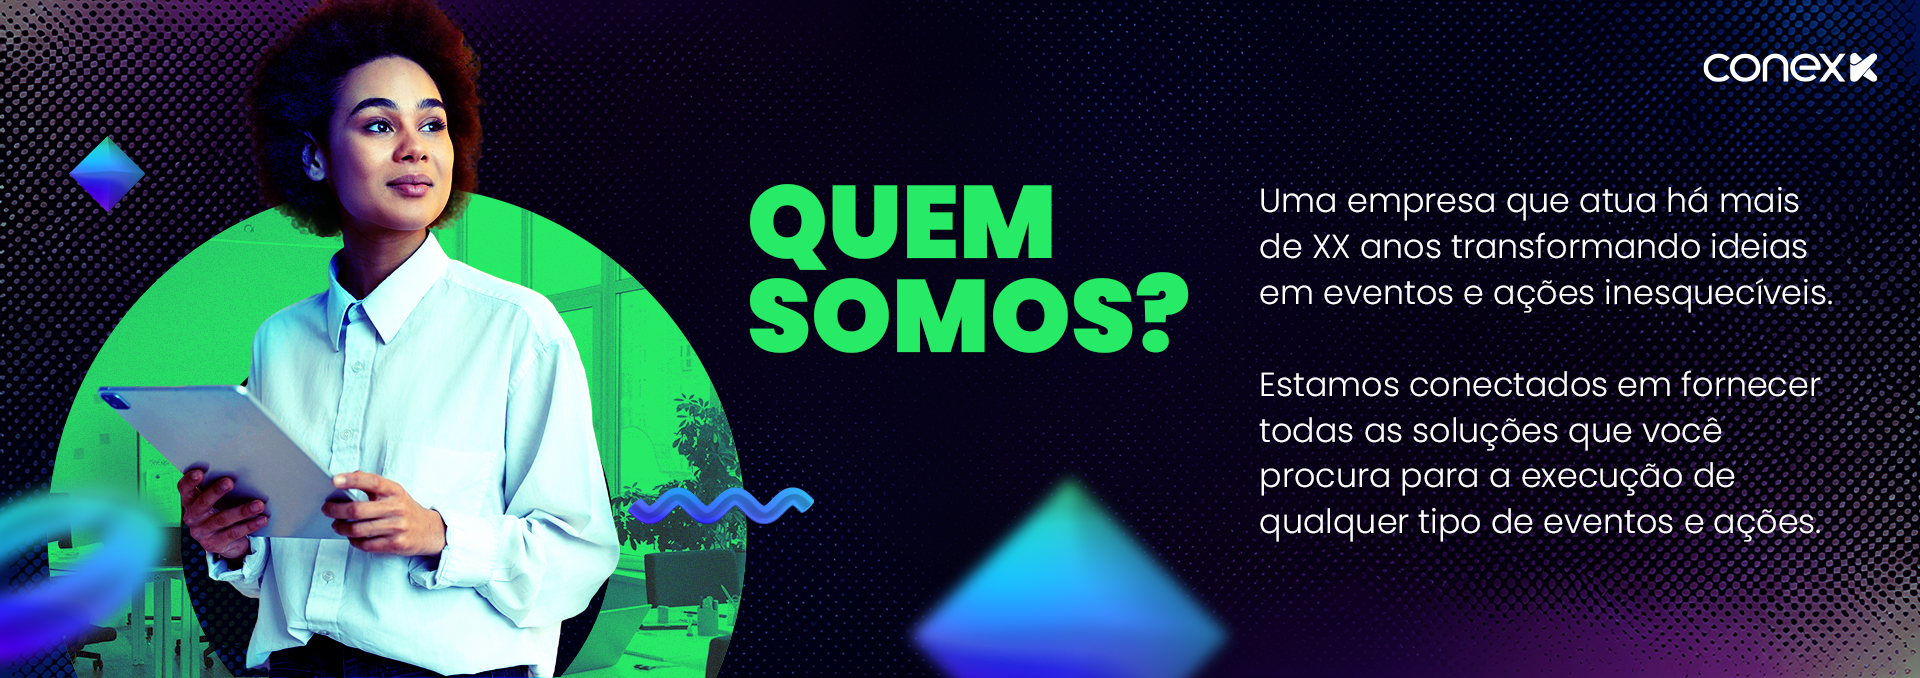 conex
QUEM
SOMOS?
Uma empresa que atua há mais
de XX anos transformando ideias
em eventos e ações inesquecíveis.
Estamos conectados em fornecer
todas as soluções que você
procura para a execução de
qualquer tipo de eventos e ações.